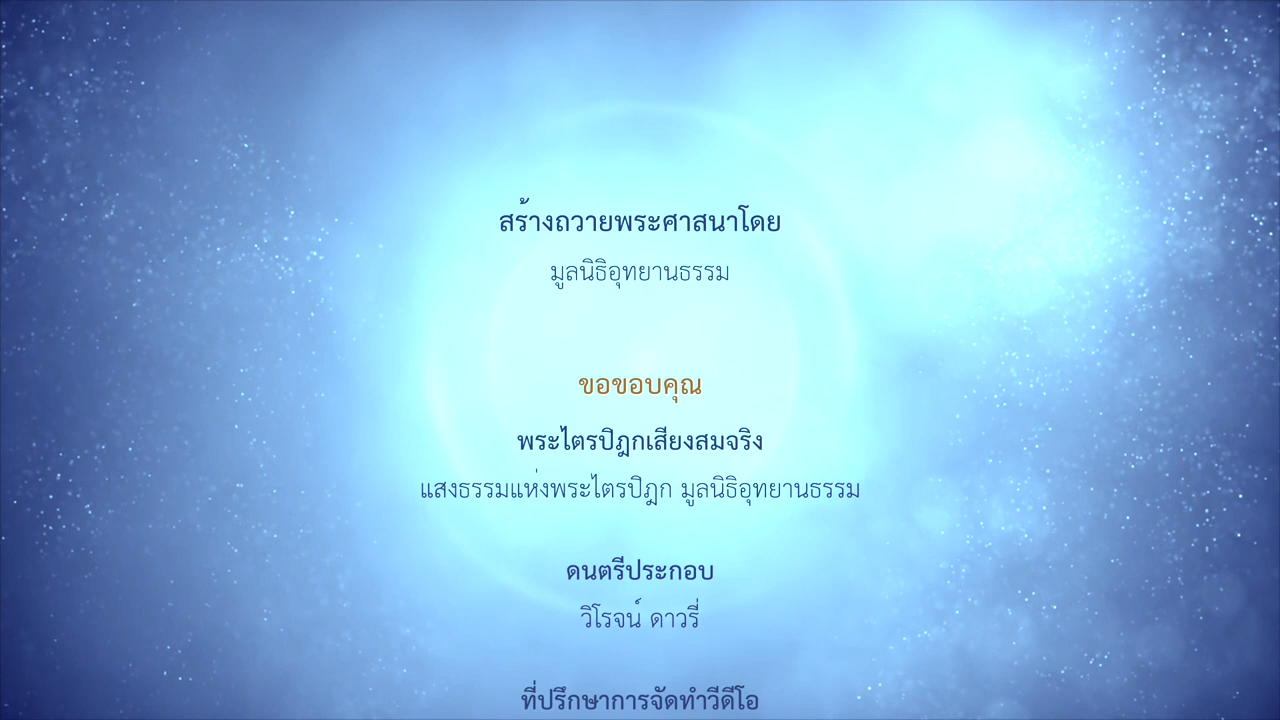 สร้างถวายพระศาสนาโดย
มูลนิธิอุทยานธรรม
ขอขอบคุณ
พระไตรปิฎกเสียงสมจริง
แสงธรรมแห่งพระไตรปิฎก มูลนิธิอุทยานธรรม
ดนตรีประกอบ
วิโรจน์ ดาวรี่
ที่ปรึกษาการจัดทำวีดีโอ